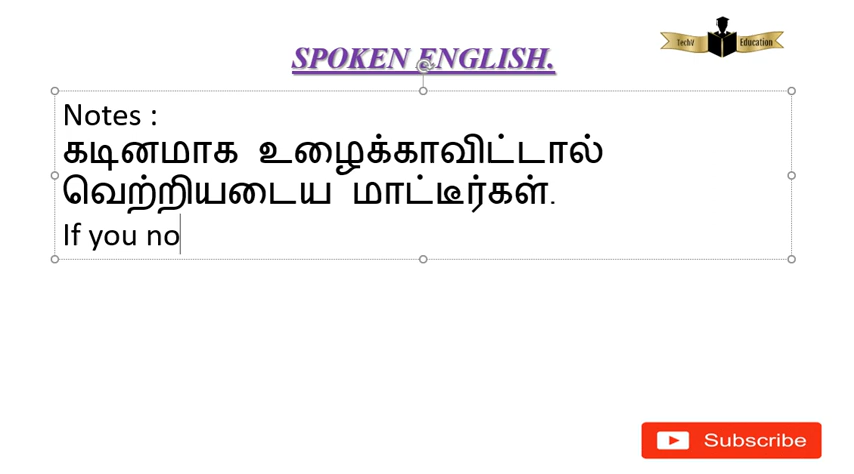 SPOKEN ENGLISH.
TechV Education
Notes :
கடினமாக உழைக்காவிட்டால்
வெற்றியடைய மாட்டீர்கள்.
If you no
Subscribe